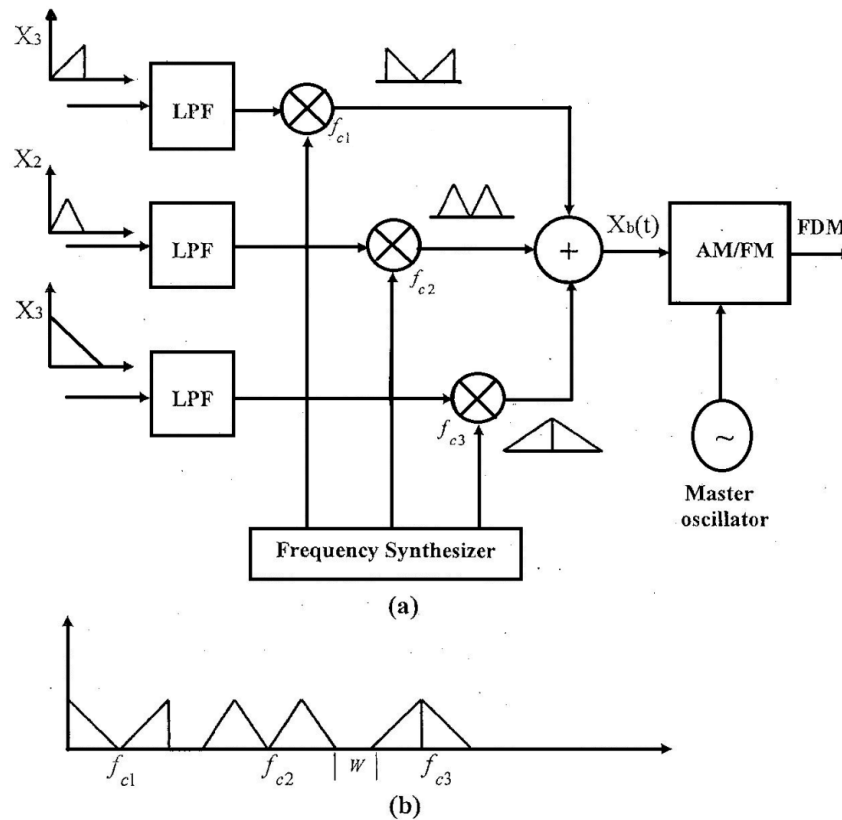 X3
LPF
fc1
X2
LPF
fc2
X3
LPF
fc3
+
Xb(t)
AM/FM
FDM
~
Master
oscillator
Frequency Synthesizer
(a)
fc1
fc2
W
fc3
(b)